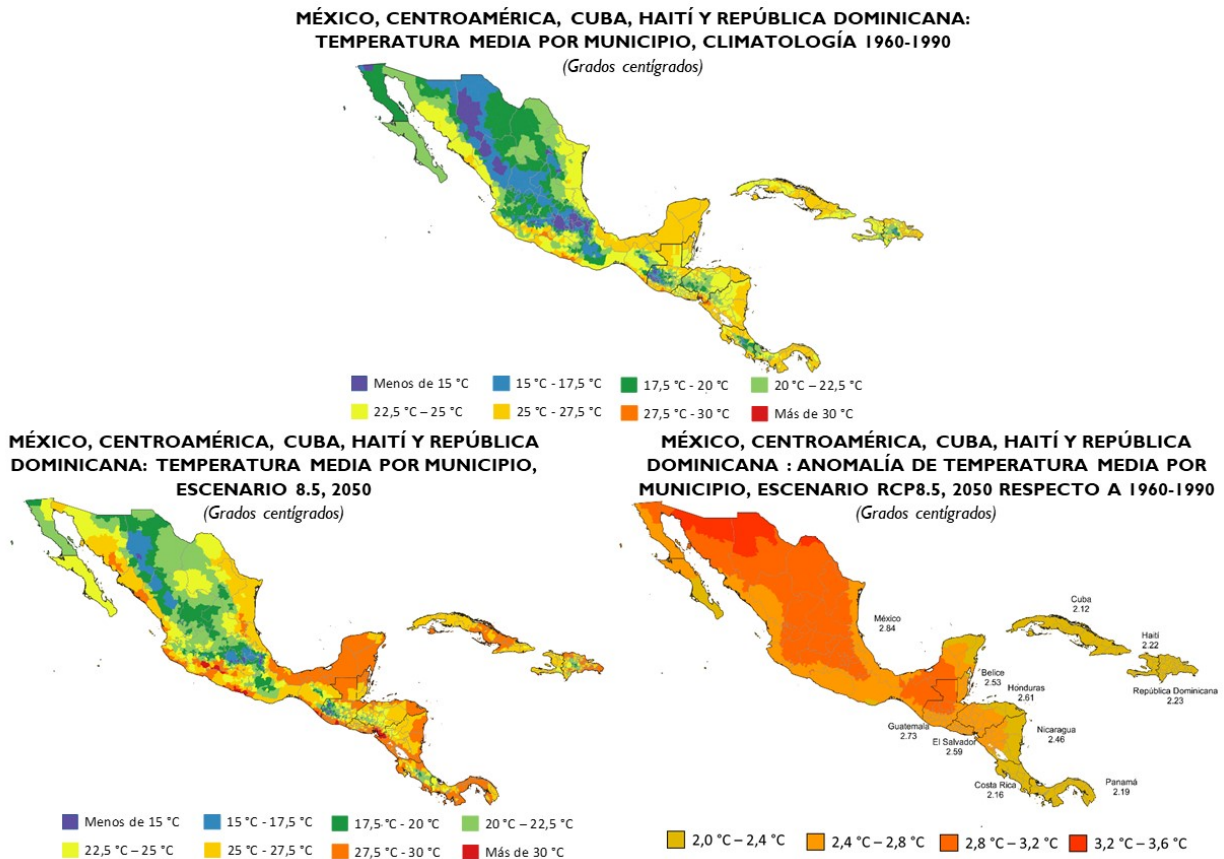 MÉXICO, CENTROAMÉRICA, CUBA, HAITÍ Y REPÚBLICA DOMINICANA:
TEMPERATURA MEDIA POR MUNICIPIO, CLIMATOLOGÍA 1960-1990
(Grados centígrados)
Menos de 15 °C
15 °C - 17,5 °C
17,5 °C - 20 °C
20 °C – 22,5 °C
22,5 °C – 25 °C
25 °C - 27,5 °C
27,5 °C - 30 °C
Más de 30 °C
MÉXICO, CENTROAMÉRICA, CUBA, HAITÍ Y REPÚBLICA
DOMINICANA: TEMPERATURA MEDIA POR MUNICIPIO,
ESCENARIO 8.5, 2050
(Grados centígrados)
Menos de 15 °C
15 °C - 17,5 °C
17,5 °C - 20 °C
20 °C – 22,5 °C
22,5 °C – 25 °C
25 °C - 27,5 °C
27,5 °C - 30 °C
Más de 30 °C
MÉXICO, CENTROAMÉRICA, CUBA, HAITÍ Y REPÚBLICA
DOMINICANA : ANOMALÍA DE TEMPERATURA MEDIA POR
MUNICIPIO, ESCENARIO RCP8.5, 2050 RESPECTO A 1960-1990
(Grados centígrados)
Cuba
2.12
México
2.84
Haití
2.22
Belice
2.53
República Dominicana
2.23
Honduras
2.61
Guatemala
2.73
Nicaragua
2.46
El Salvador
2.59
Costa Rica
2.16
Panamá
2.19
2,0 °C – 2,4 °C
2,4 °C – 2,8 °C
2,8 °C – 3,2 °C
3,2 °C – 3,6 °C